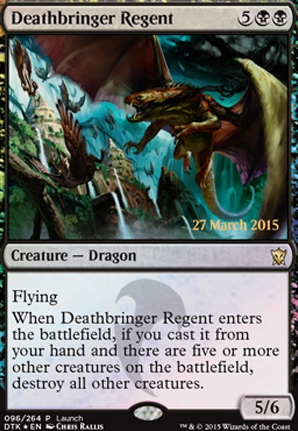 Deathbringer Regent 5
27 March 2015
Creature — Dragon
Flying
When Deathbringer Regent enters
the battlefield, if you cast it from
your hand and there are five or more
other creatures on the battlefield,
destroy all other creatures.
5/6
096/264 P Launch
DTK ★ EN CHRIS RALLIS ™ & © 2015 Wizards of the Coast